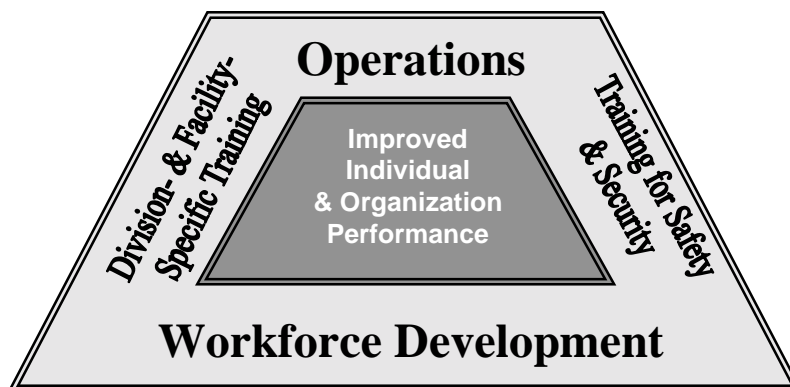 Operations
Division- & Facility-
Specific Training
Improved
Individual
& Organization
Performance
Training for Safety
& Security
Workforce Development